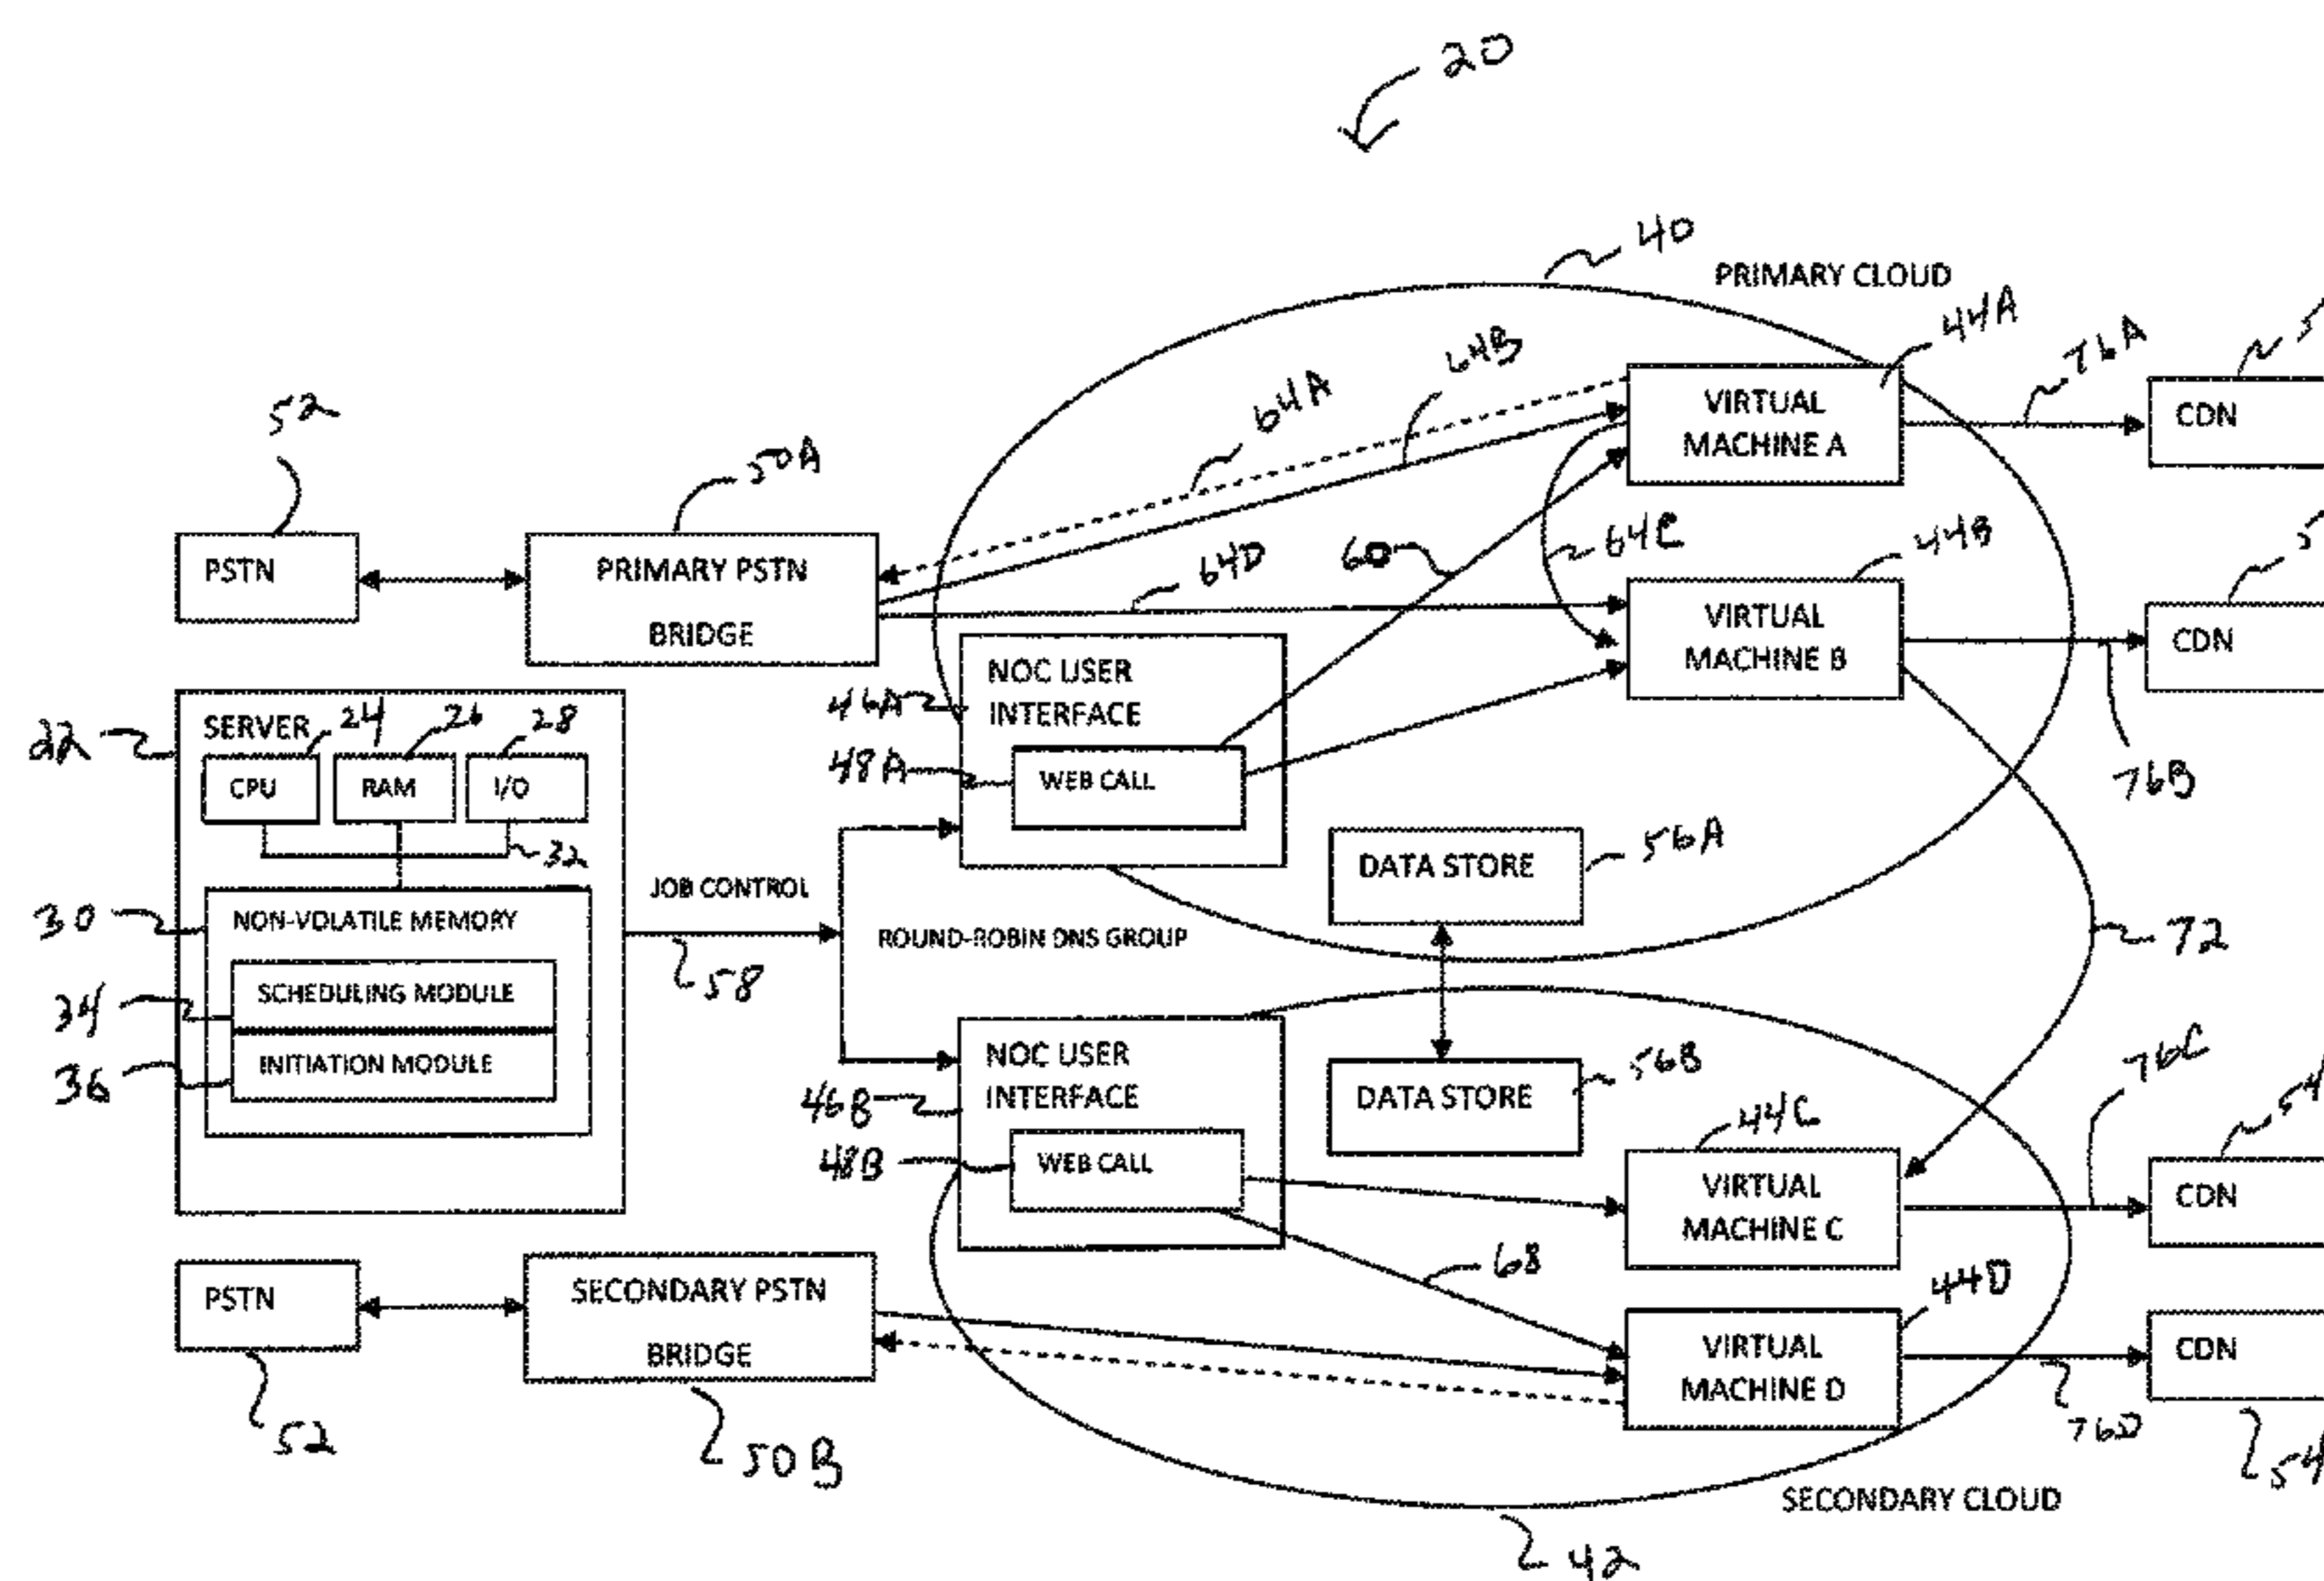 20
40
PRIMARY CLOUD
44A
76A
64B
64A
52
50A
VIRTUAL
MACHINE A
CDN
PSTN
PRIMARY PSTN
BRIDGE
64D
60
64C
44B
VIRTUAL
MACHINE B
CDN
76B
22
SERVER
24
26
28
CPU
RAM
I/O
32
30
NON-VOLATILE MEMORY
34
SCHEDULING MODULE
36
INITIATION MODULE
JOB CONTROL
58
46A
NOC USER
INTERFACE
48A
WEB CALL
ROUND-ROBIN DNS GROUP
DATA STORE
56A
72
46B
NOC USER
INTERFACE
48B
WEB CALL
DATA STORE
56B
44C
76C
54
VIRTUAL
MACHINE C
CDN
68
44D
PSTN
52
SECONDARY PSTN
BRIDGE
50B
VIRTUAL
MACHINE D
CDN
76D
54
SECONDARY CLOUD
42